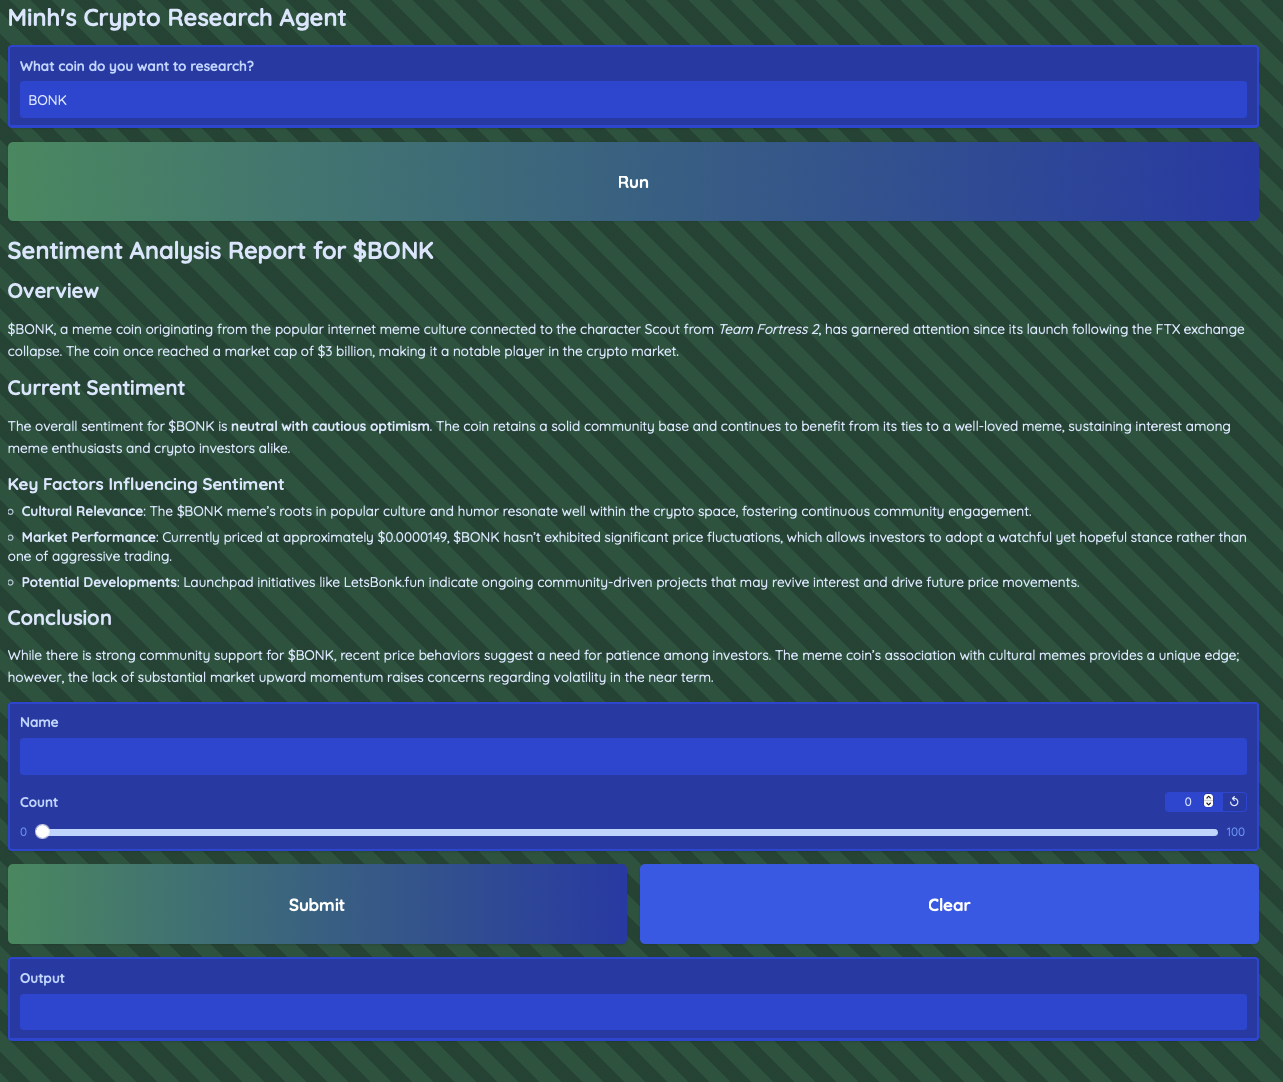 Minh's Crypto Research Agent
What coin do you want to research?
BONK
Run
Sentiment Analysis Report for $BONK
Overview
$BONK, a meme coin originating from the popular internet meme culture connected to the character Scout from Team Fortress 2, has garnered attention since its launch following the FTX exchange
collapse. The coin once reached a market cap of $3 billion, making it a notable player in the crypto market.
Current Sentiment
The overall sentiment for $BONK is neutral with cautious optimism. The coin retains a solid community base and continues to benefit from its ties to a well-loved meme, sustaining interest among
meme enthusiasts and crypto investors alike.
Key Factors Influencing Sentiment
○ Cultural Relevance: The $BONK meme's roots in popular culture and humor resonate well within the crypto space, fostering continuous community engagement.
○ Market Performance: Currently priced at approximately $0.0000149, $BONK hasn't exhibited significant price fluctuations, which allows investors to adopt a watchful yet hopeful stance rather than
one of aggressive trading.
○ Potential Developments: Launchpad initiatives like LetsBonk.fun indicate ongoing community-driven projects that may revive interest and drive future price movements.
Conclusion
While there is strong community support for $BONK, recent price behaviors suggest a need for patience among investors. The meme coin's association with cultural memes provides a unique edge;
however, the lack of substantial market upward momentum raises concerns regarding volatility in the near term.
Name
Count
0
0
100
Submit
Clear
Output